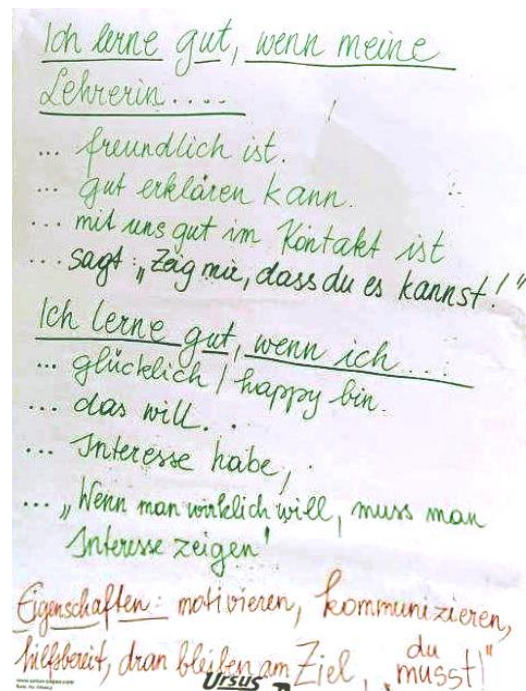 Ich lerne gut, wenn meine
Lehrerin....
... freundlich ist.
... gut erklären kann.
... mit uns gut im Kontakt ist
... sagt: „Zeig mir, dass du es kannst!"
Ich lerne gut, wenn ich...
... glücklich / happy bin.
... das will.
... Interesse habe,
... „Wenn man wirklich will, muss man
Interesse zeigen'
Eigenschaften: motivieren, kommunizieren,
hilfsbereit, dran bleiben am Ziel, „du
musst!"
Ursus